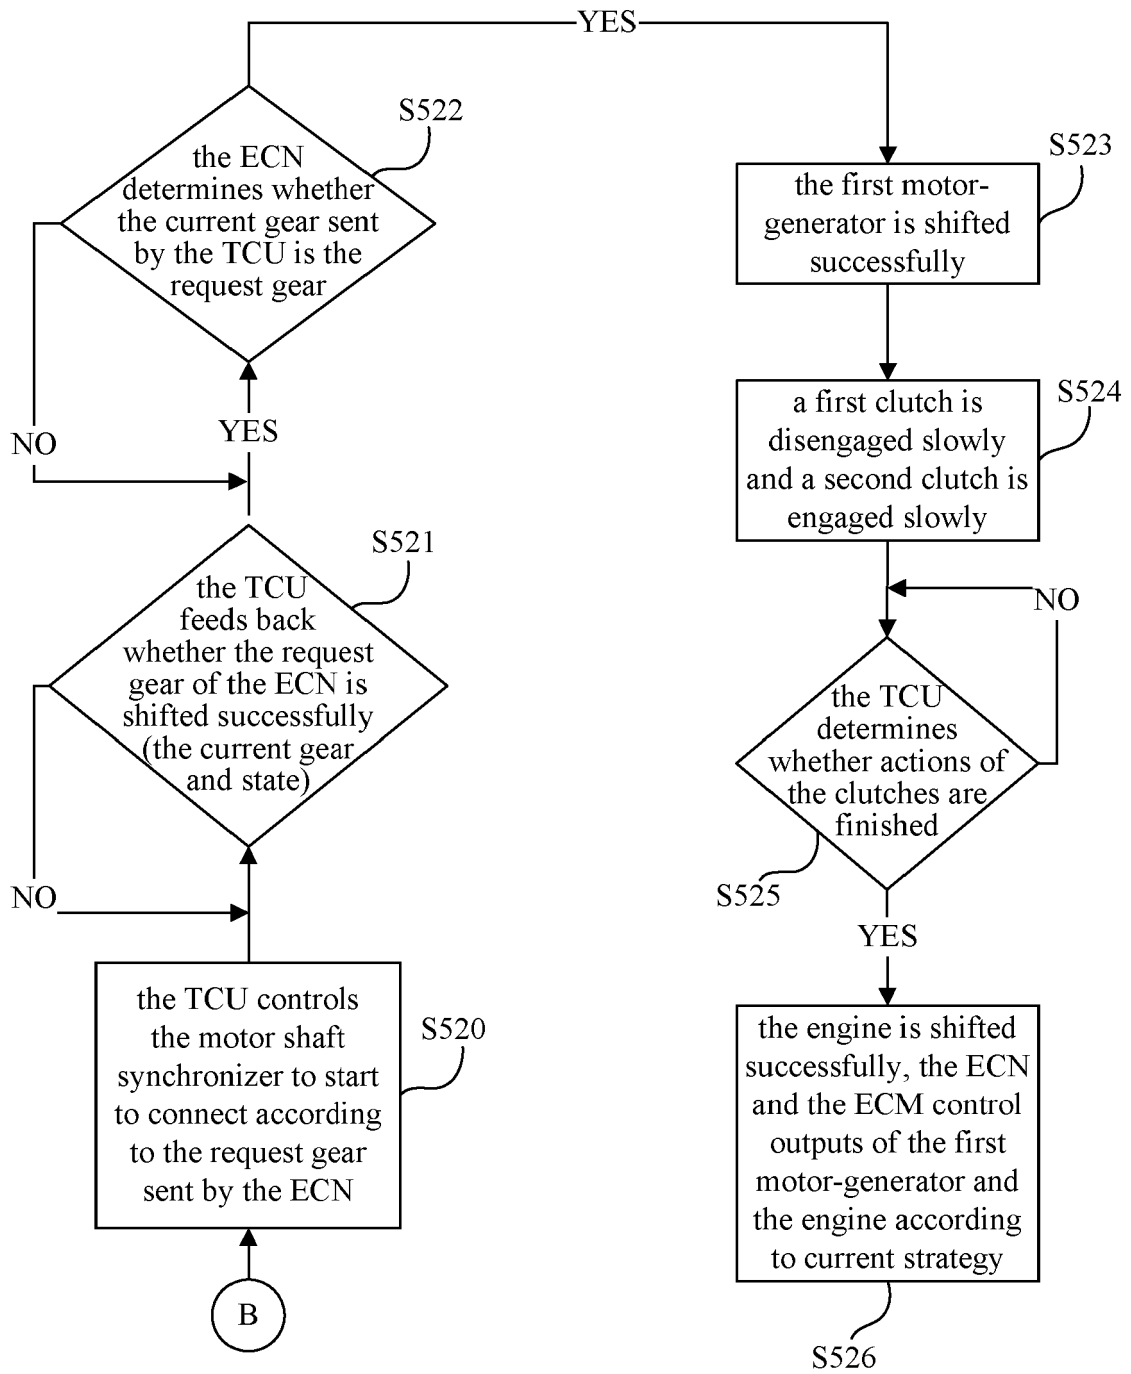 YES
S522
the ECN
determines whether
the current gear sent
by the TCU is the
request gear
NO
YES
S521
the TCU
feeds back
whether the request
gear of the ECN is
shifted successfully
(the current gear
and state)
NO
the TCU controls
the motor shaft
synchronizer to start
to connect according
to the request gear
sent by the ECN
S520
B
S523
the first motor-
generator is shifted
successfully
S524
a first clutch is
disengaged slowly
and a second clutch is
engaged slowly
NO
the TCU
determines
whether actions of
the clutches are
finished
S525
YES
the engine is shifted
successfully, the ECN
and the ECM control
outputs of the first
motor-generator and
the engine according
to current strategy
S526